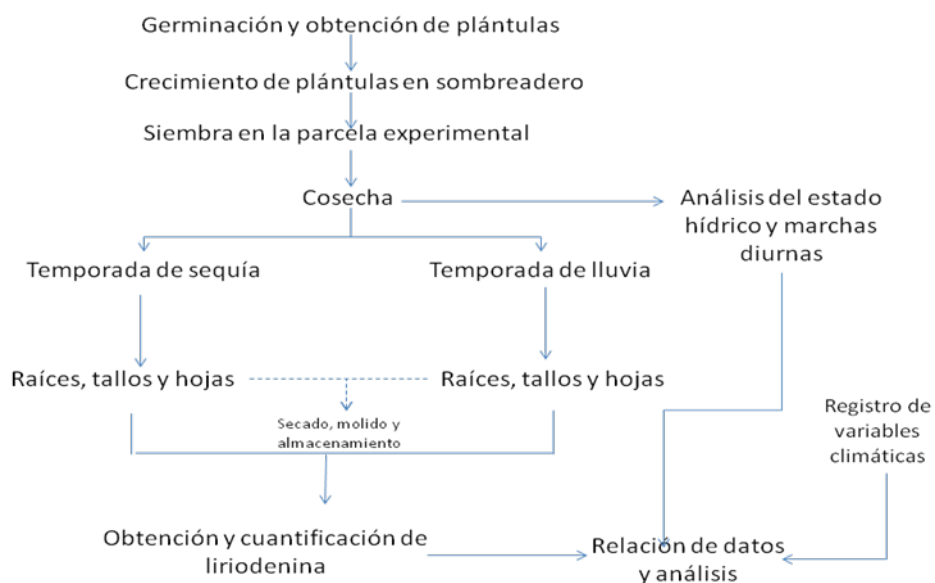 Germinación y obtención de plántulas
Crecimiento de plántulas en sombreadero
Siembra en la parcela experimental
Cosecha
Análisis del estado
hídrico y marchas
diurnas
Temporada de sequía
Temporada de lluvia
Raíces, tallos y hojas
Raíces, tallos y hojas
Secado, molido y
almacenamiento
Registro de
variables
climáticas
Obtención y cuantificación de
liriodenina
Relación de datos
y análisis